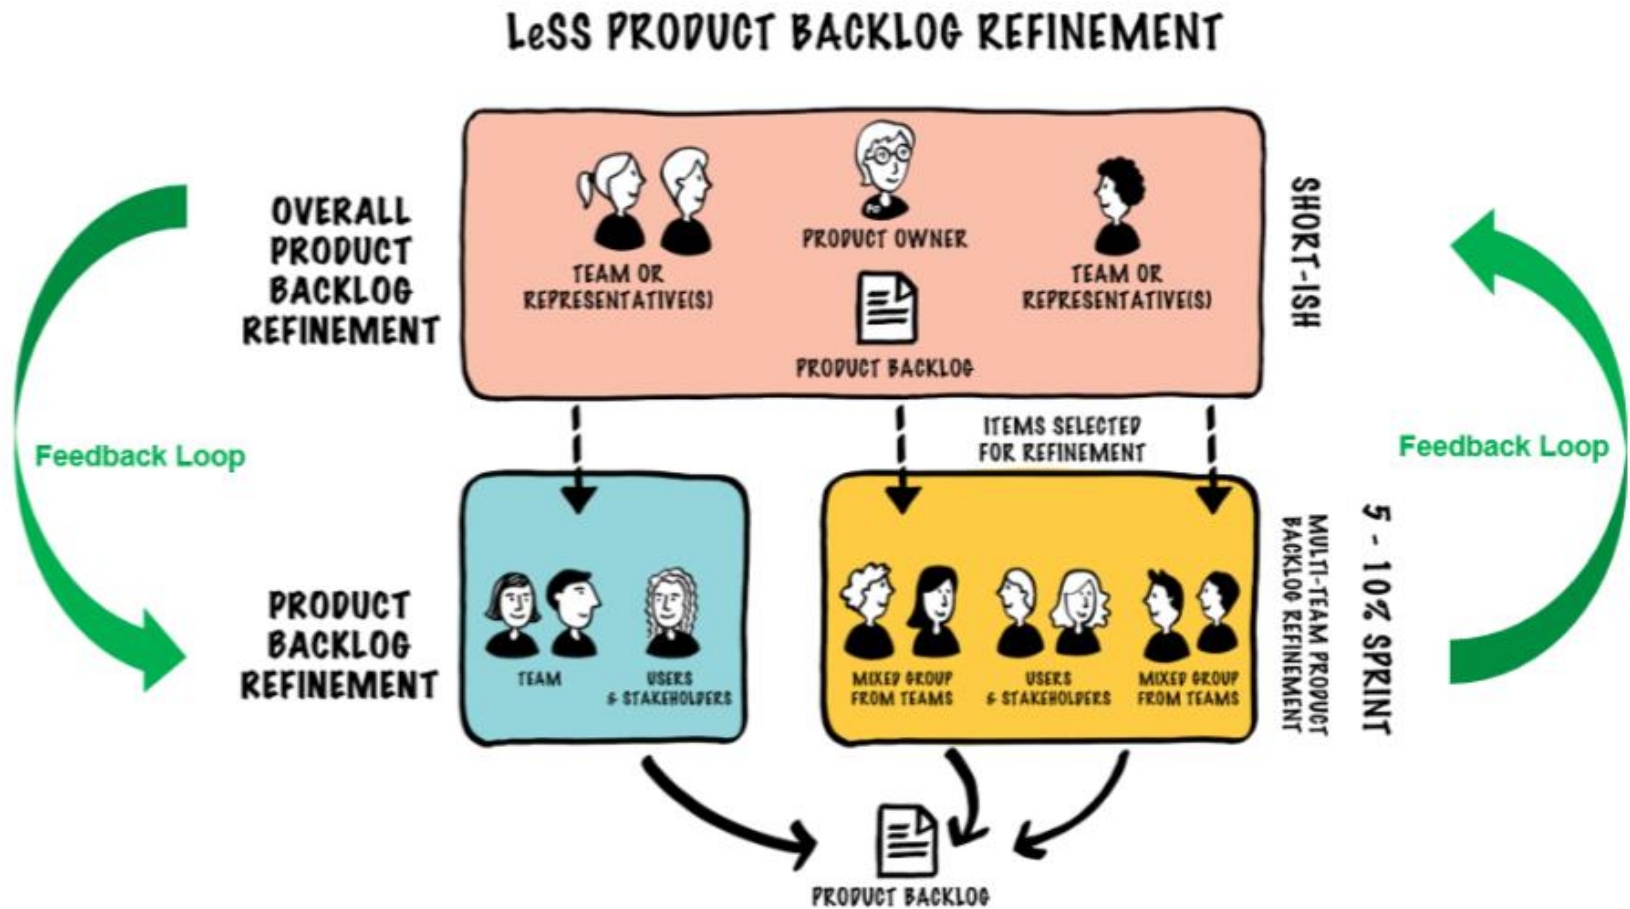 LeSS PRODUCT BACKLOG REFINEMENT
OVERALL
PRODUCT
BACKLOG
REFINEMENT
TEAM OR
REPRESENTATIVE(S)
PO
PRODUCT OWNER
PRODUCT BACKLOG
TEAM OR
REPRESENTATIVE(S)
SHORT-ISH
ITEMS SELECTED
FOR REFINEMENT
Feedback Loop
Feedback Loop
PRODUCT
BACKLOG
REFINEMENT
TEAM
USERS
& STAKEHOLDERS
MIXED GROUP
FROM TEAMS
USERS
& STAKEHOLDERS
MIXED GROUP
FROM TEAMS
MULTI-TEAM PRODUCT
BACKLOG REFINEMENT
5 - 10% SPRINT
PRODUCT BACKLOG